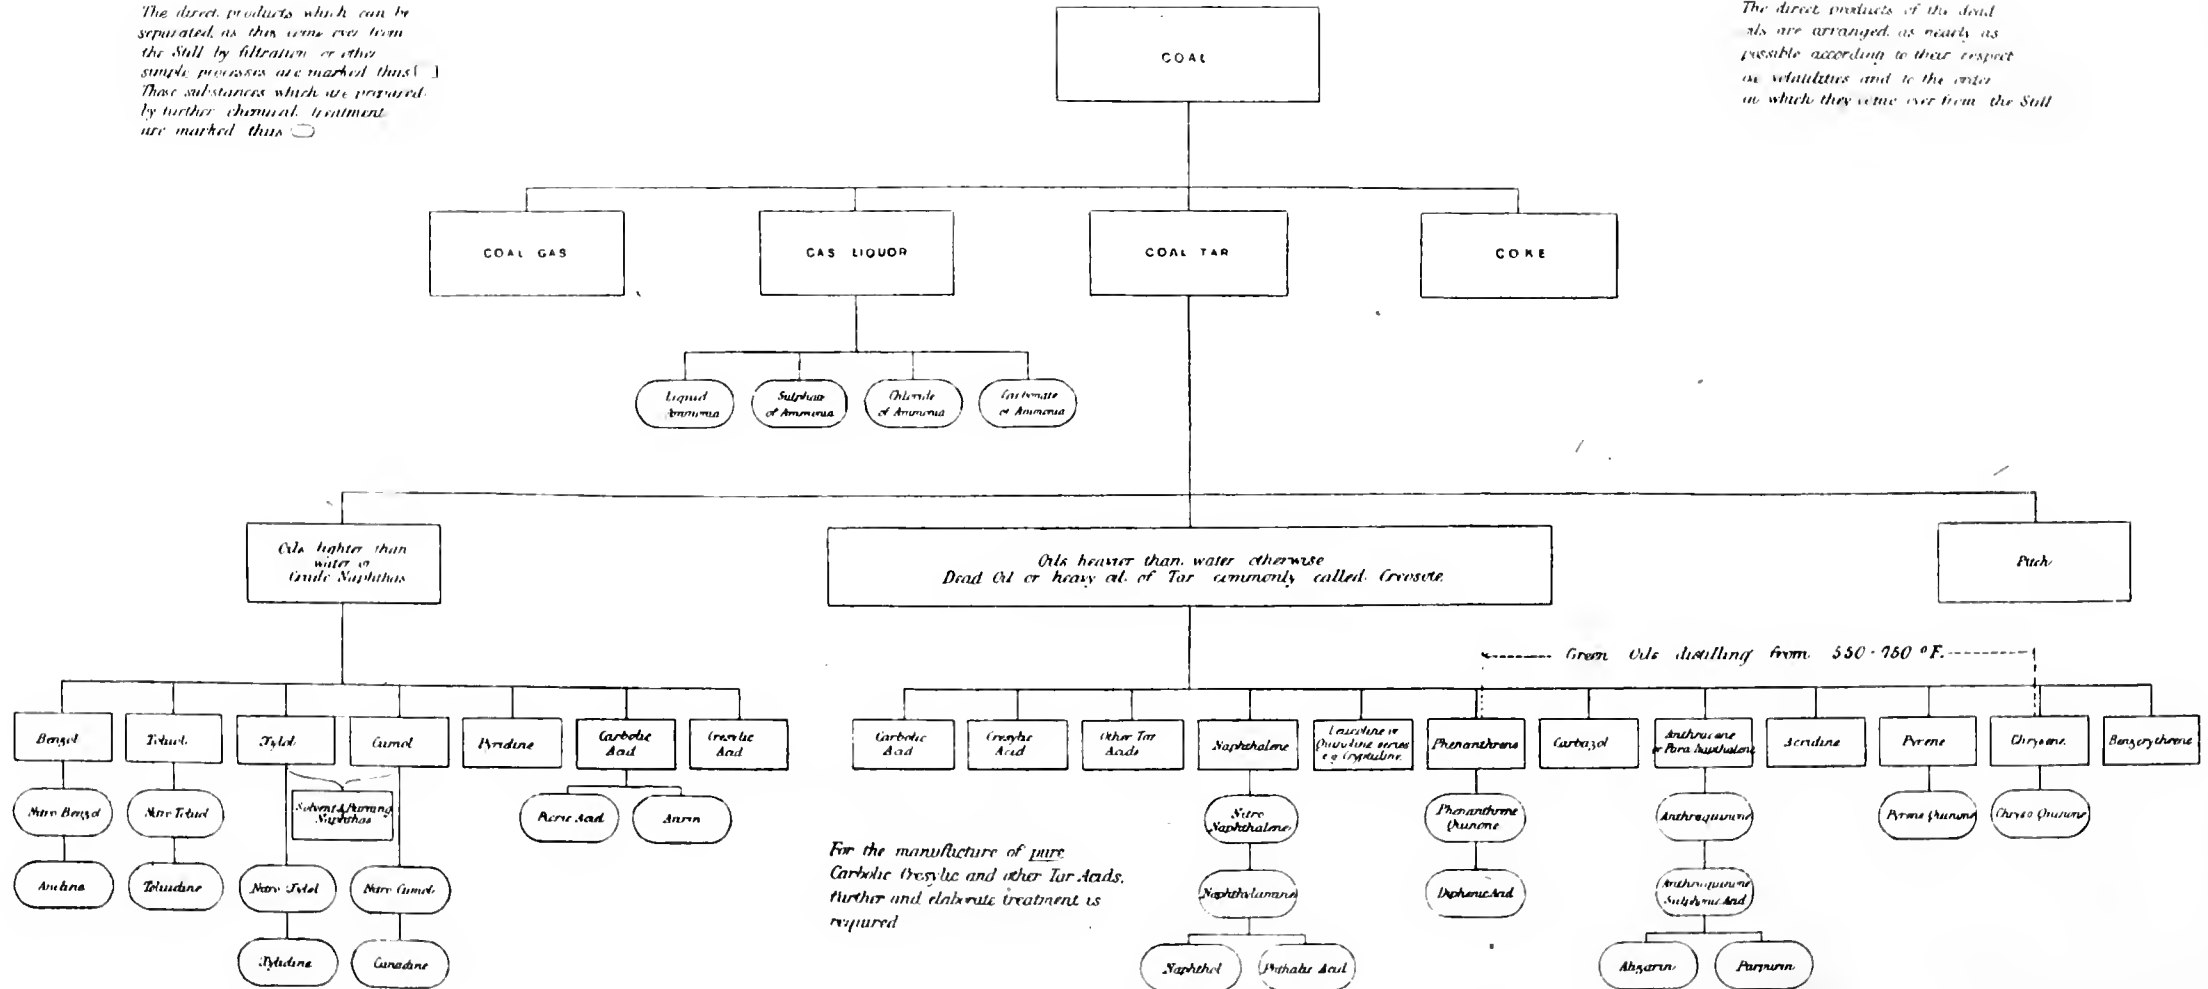 The direct products which can be
separated, as they come over from
the Still by filtration or other
simple processes are marked thus [ ]
Those substances which are prepared
by further chemical treatment
are marked thus
The direct products of the dead
oils are arranged, as nearly as
possible according to their respect
ive volatilities and to the order
in which they come over from the Still
COAL
COAL GAS
GAS LIQUOR
COAL TAR
COKE
Liquid
Ammonia
Sulphate
of Ammonia
Chloride
of Ammonia
Carbonate
of Ammonia
Oils lighter than
water or
Crude Naphthas
Oils heavier than water otherwise
Dead Oil or heavy oil of Tar commonly called Creosote
Pitch
Green Oils distilling from 550-750 °F.
Benzol
Toluol
Xylol
Cumol
Pyridine
Carbolic
Acid
Cresylic
Acid
Carbolic
Acid
Cresylic
Acid
Other Tar
Acids
Naphthalene
Leucoline or
Quinoline series
e.g Cryptidine
Phenanthrene
Carbazol
Anthracene
or Para Naphthalene
Acridine
Pyrene
Chrysene
Benzerythrene
Nitro Benzol
Nitro Toluol
Solvent & Burning
Naphthas
Picric Acid
Aurin
Nitro
Naphthalene
Phenanthrene
Quinone
Anthraquinone
Pyrene Quinone
Chryso Quinone
Aniline
Toluidine
Nitro Xylol
Nitro Cumol
For the manufacture of pure
Carbolic Cresylic and other Tar Acids,
further and elaborate treatment is
required
Naphthylamine
Diphenic Acid
Anthraquinone
Sulphonic Acid
Xylidine
Cumidine
Naphthol
Phthalic Acid
Alizarin
Purpurin